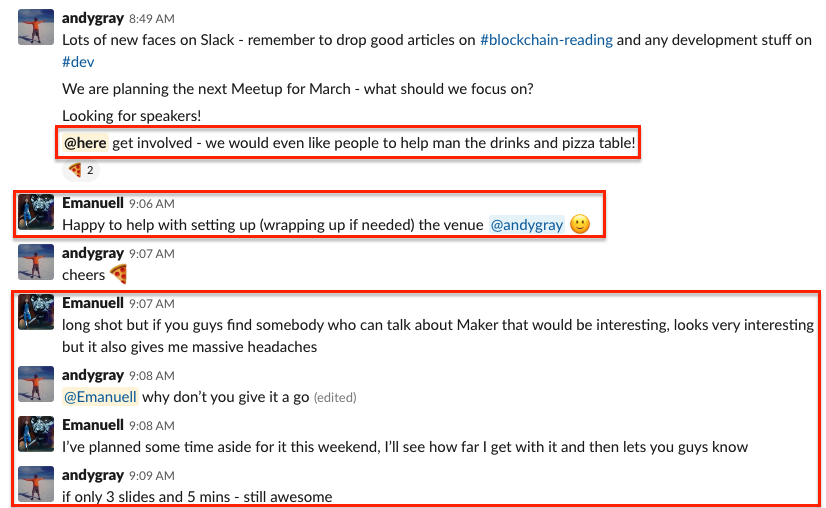 andygray 8:49 AM
Lots of new faces on Slack - remember to drop good articles on #blockchain-reading and any development stuff on
#dev
We are planning the next Meetup for March - what should we focus on?
Looking for speakers!
@here get involved - we would even like people to help man the drinks and pizza table!
🍕 2
Emanuell 9:06 AM
Happy to help with setting up (wrapping up if needed) the venue @andygray 🙂
andygray 9:07 AM
cheers 🍕
Emanuell 9:07 AM
long shot but if you guys find somebody who can talk about Maker that would be interesting, looks very interesting
but it also gives me massive headaches
andygray 9:08 AM
@Emanuell why don't you give it a go (edited)
Emanuell 9:08 AM
I've planned some time aside for it this weekend, I'll see how far I get with it and then lets you guys know
andygray 9:09 AM
if only 3 slides and 5 mins - still awesome